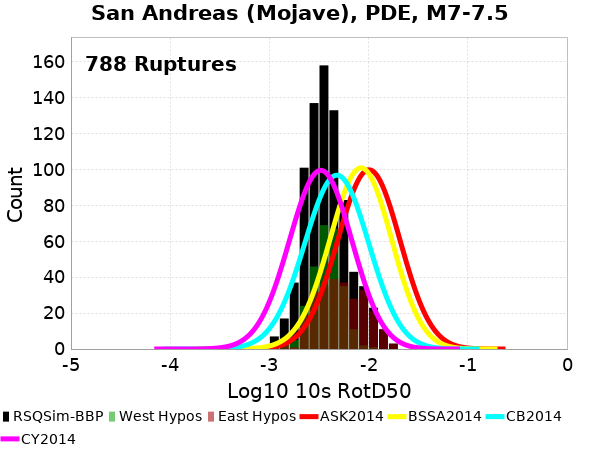 San Andreas (Mojave), PDE, M7-7.5
788 Ruptures
Count
160
140
120
100
80
60
40
20
0
-5 -4 -3 -2 -1 0
Log10 10s RotD50
RSQSim-BBP West Hypos East Hypos ASK2014 BSSA2014 CB2014
CY2014